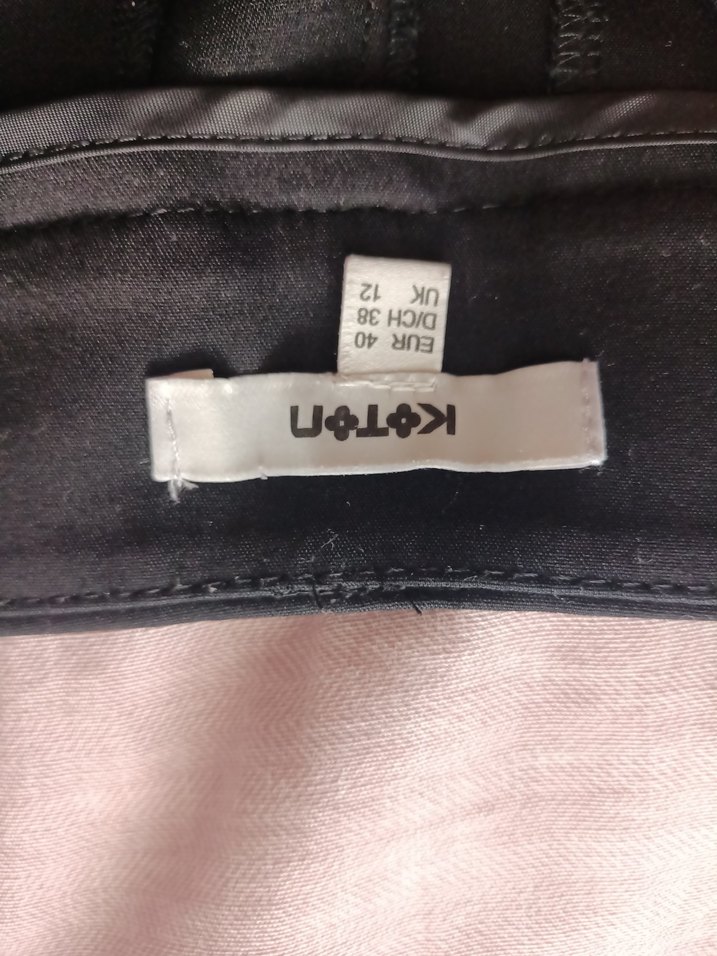 KOTON
EUR 40
D/CH 38
UK 12